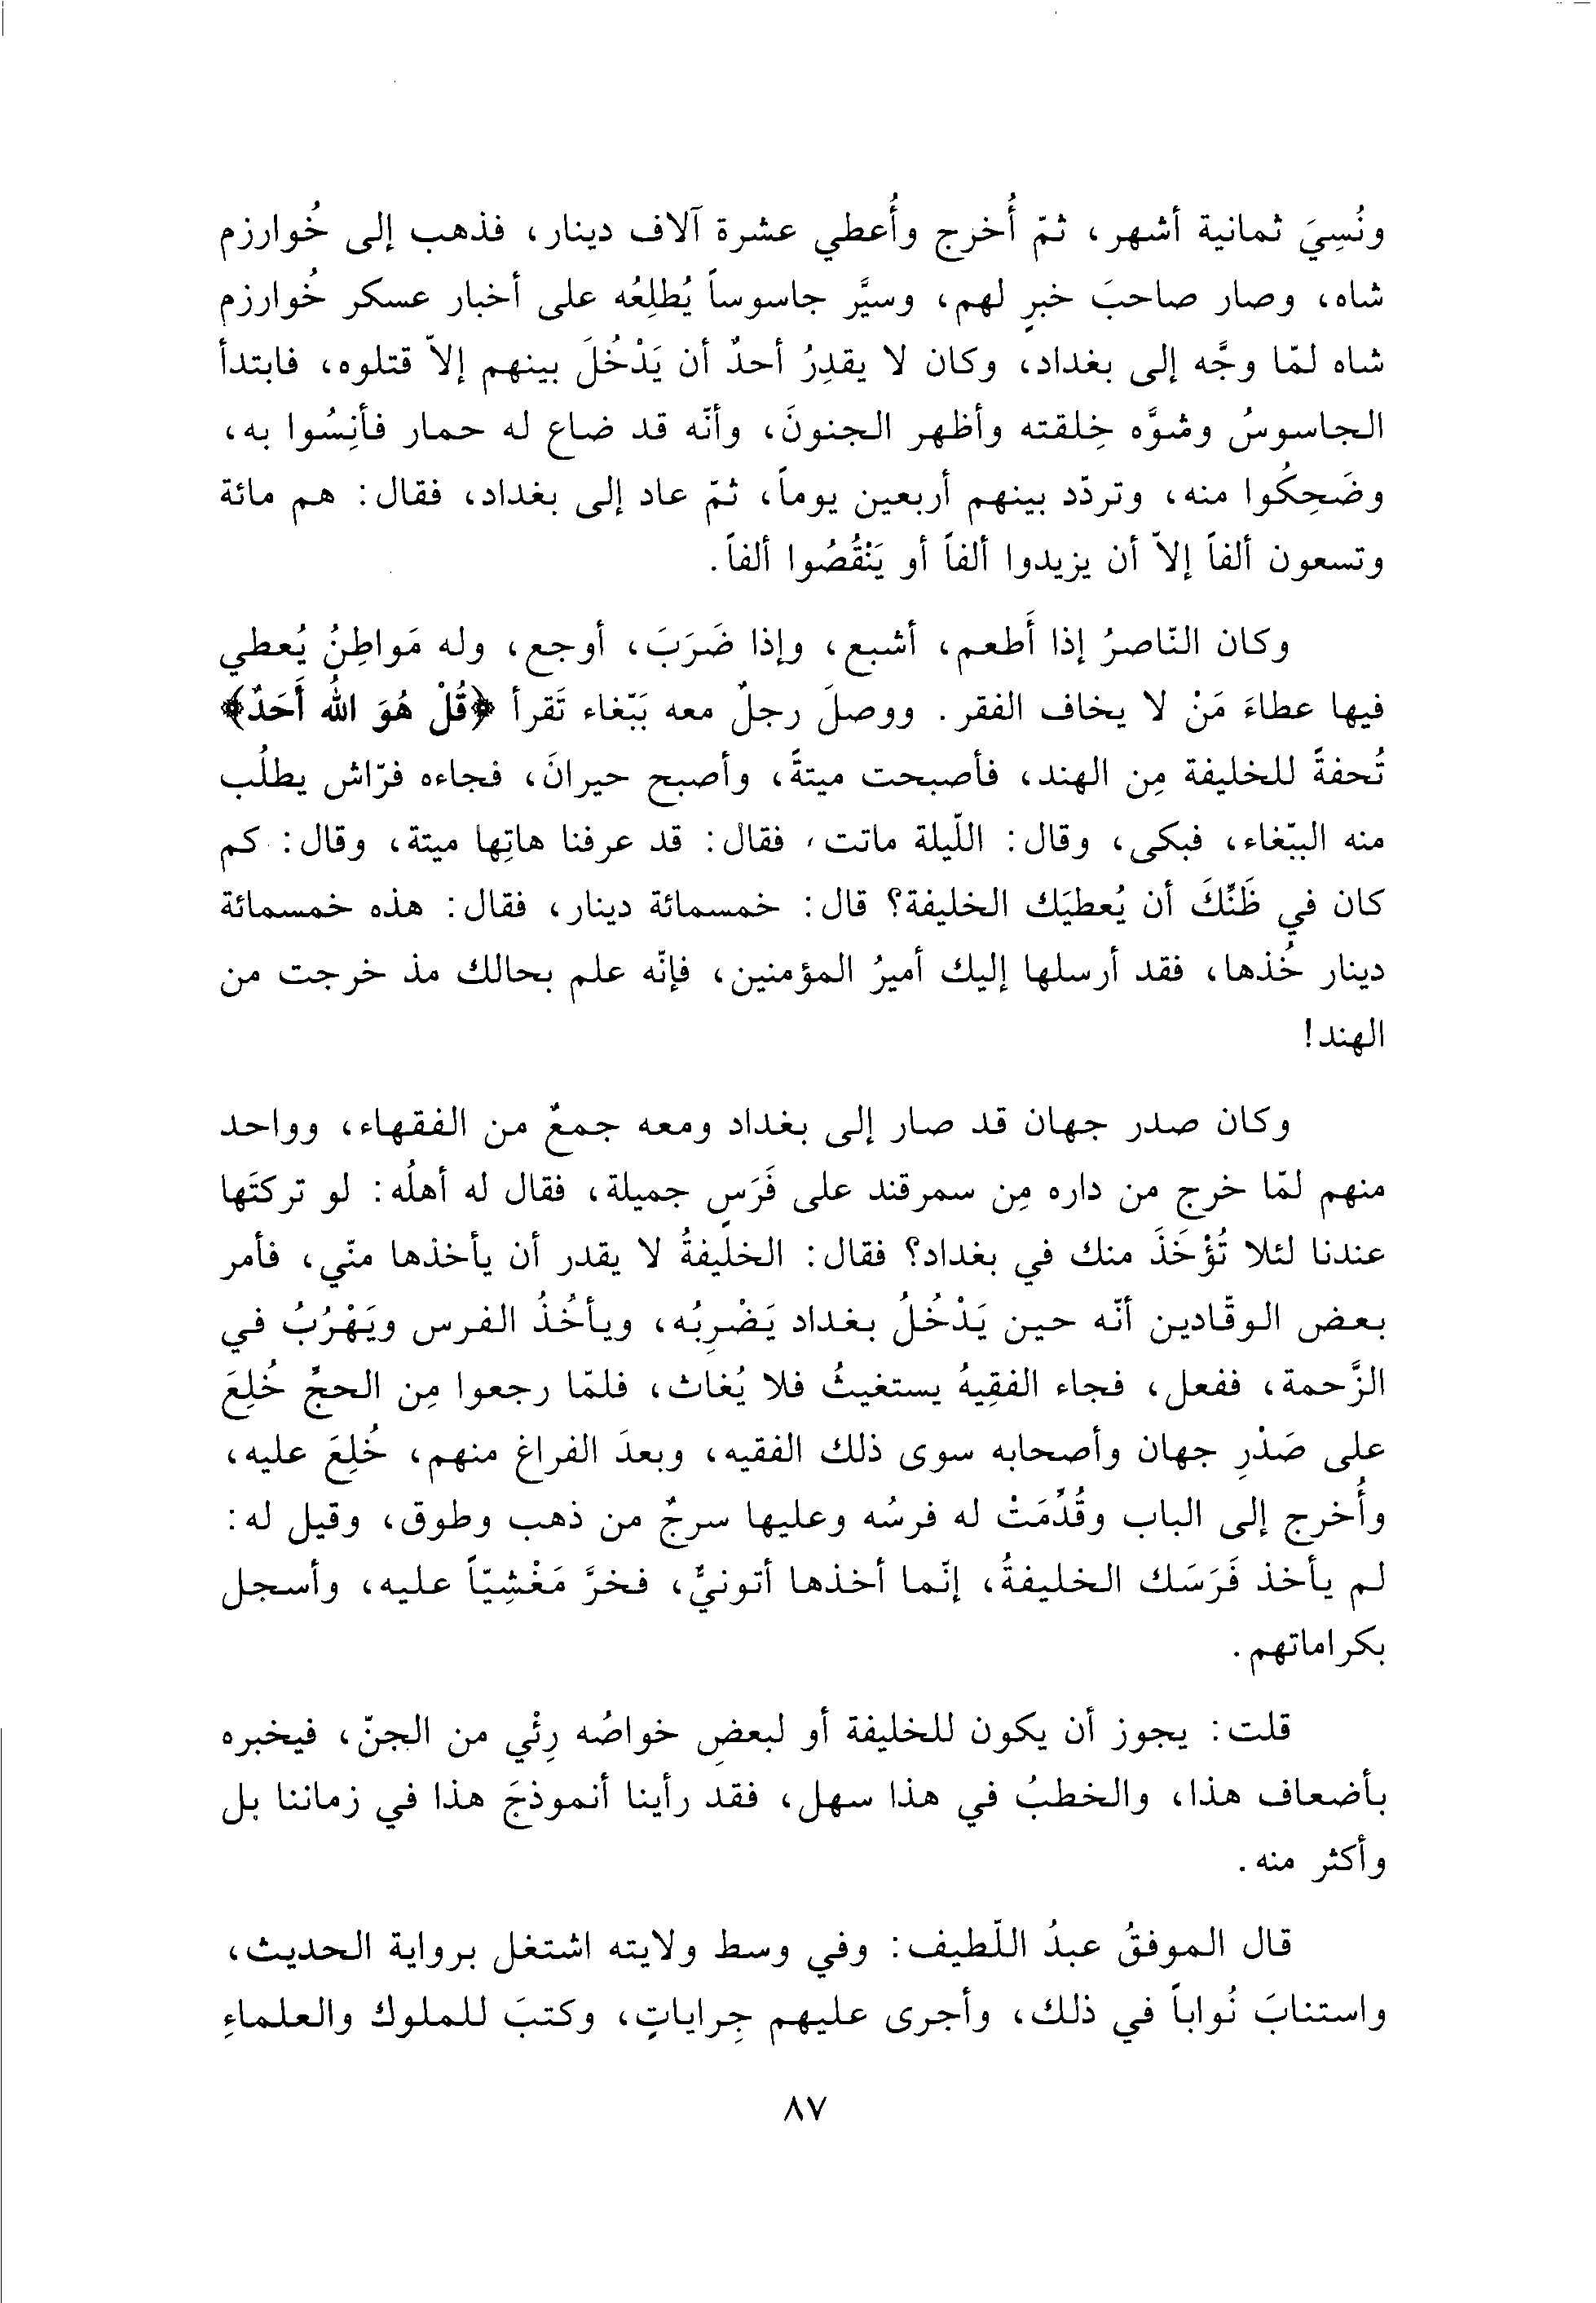 ونُسِيَ ثمانية أشهر، ثمّ أُخرج وأُعطي عشرة آلاف دينار، فذهب إلى خُوارزم
شاه، وصار صاحبَ خبرٍ لهم، وسيَّر جاسوساً يُطلِعُه على أخبار عسكر خُوارزم
شاه لمّا وجَّه إلى بغداد، وكان لا يقدِرُ أحدٌ أن يَدْخُلَ بينهم إلاّ قتلوه، فابتدأ
الجاسوسُ وشوَّه خِلقته وأظهر الجنونَ، وأنّه قد ضاع له حمار فأنِسُوا به،
وضَحِكُوا منه، وتردّد بينهم أربعين يوماً، ثمّ عاد إلى بغداد، فقال: هم مائة
وتسعون ألفاً إلاّ أن يزيدوا ألفاً أو يَنْقُصُوا ألفاً.
وكان النّاصرُ إذا أَطعم، أشبع، وإذا ضَرَبَ، أوجع، وله مَواطِنُ يُعطي
فيها عطاءَ مَنْ لا يخاف الفقر. ووصلَ رجلٌ معه بَبّغاء تَقرأ ﴿قُلْ هُوَ اللهُ أَحَدٌ﴾
تُحفةً للخليفة مِن الهند، فأصبحت ميتةً، وأصبح حيرانَ، فجاءه فرّاش يطلُب
منه الببّغاء، فبكى، وقال: اللّيلة ماتت، فقال: قد عرفنا هاتِها ميتة، وقال: كم
كان في ظَنِّكَ أن يُعطيَك الخليفة؟ قال: خمسمائة دينار، فقال: هذه خمسمائة
دينار خُذها، فقد أرسلها إليك أميرُ المؤمنين، فإنّه علم بحالك مذ خرجت من
الهند!
وكان صدر جهان قد صار إلى بغداد ومعه جمعٌ من الفقهاء، وواحد
منهم لمّا خرج من داره مِن سمرقند على فَرَسٍ جميلة، فقال له أهلُه: لو تركتَها
عندنا لئلا تُؤْخَذَ منك في بغداد؟ فقال: الخليفةُ لا يقدر أن يأخذها منّي، فأمر
بعض الوقّادين أنّه حين يَدْخُلُ بغداد يَضْرِبُه، ويأخُذُ الفرس ويَهْرُبُ في
الزَّحمة، ففعل، فجاء الفقِيهُ يستغيثُ فلا يُغاث، فلمّا رجعوا مِن الحجِّ خُلِعَ
على صَدْرِ جهان وأصحابه سوى ذلك الفقيه، وبعدَ الفراغ منهم، خُلِعَ عليه،
وأُخرج إلى الباب وقُدِّمَتْ له فرسُه وعليها سرجٌ من ذهب وطوق، وقيل له:
لم يأخذ فَرَسَك الخليفةُ، إنّما أخذها أتونيٌّ، فخرَّ مَغْشِيّاً عليه، وأسجل
بكراماتهم.
قلت: يجوز أن يكون للخليفة أو لبعضِ خواصُه رِئْي من الجنّ، فيخبره
بأضعاف هذا، والخطبُ في هذا سهل، فقد رأينا أنموذجَ هذا في زماننا بل
وأكثر منه.
قال الموفقُ عبدُ اللّطيف: وفي وسط ولايته اشتغل برواية الحديث،
واستنابَ نُواباً في ذلك، وأجرى عليهم جِراياتٍ، وكتبَ للملوك والعلماءِ
٨٧